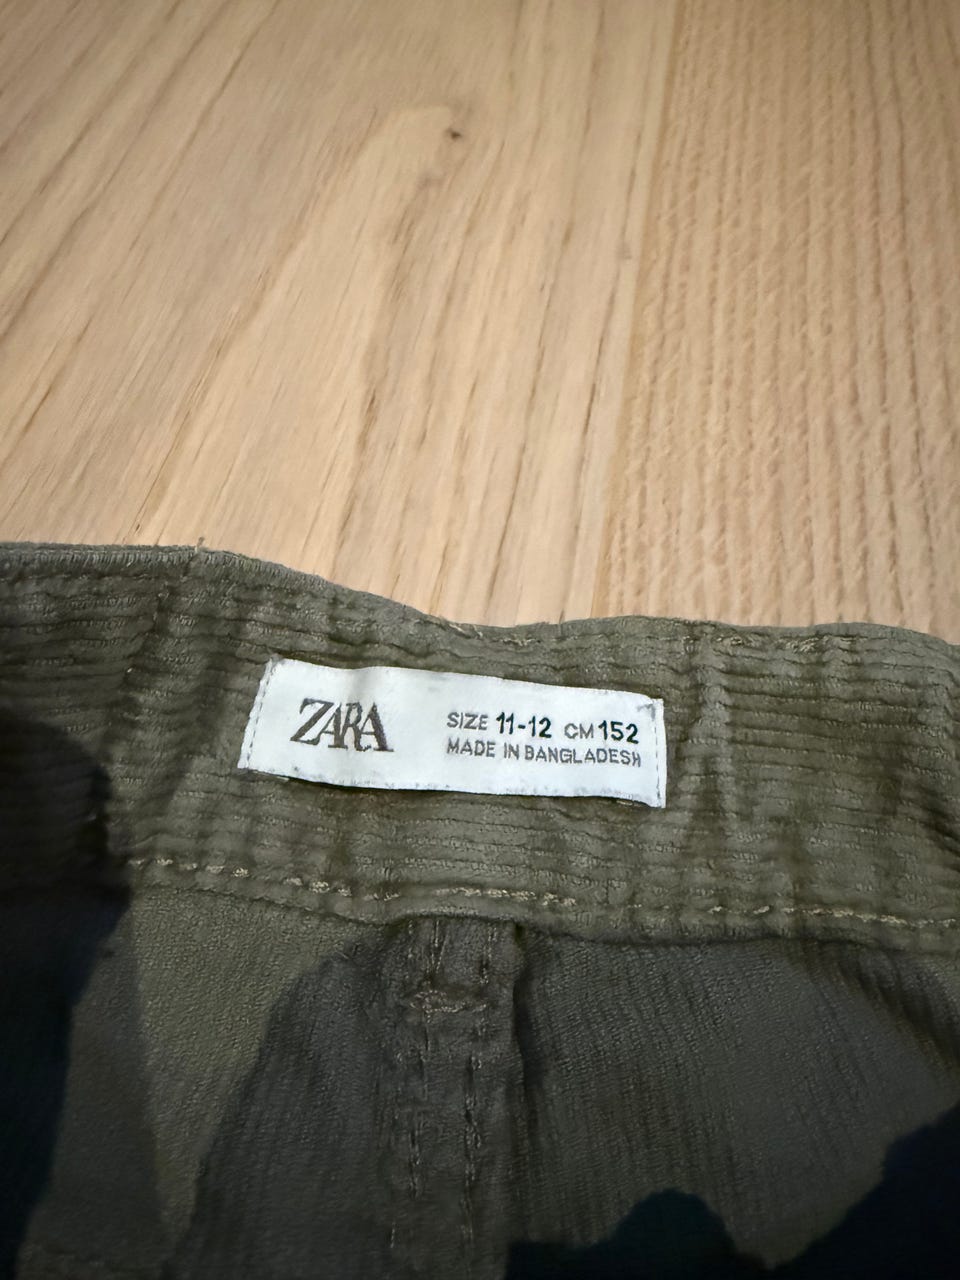 ZARA
SIZE 11-12 CM 152
MADE IN BANGLADESH